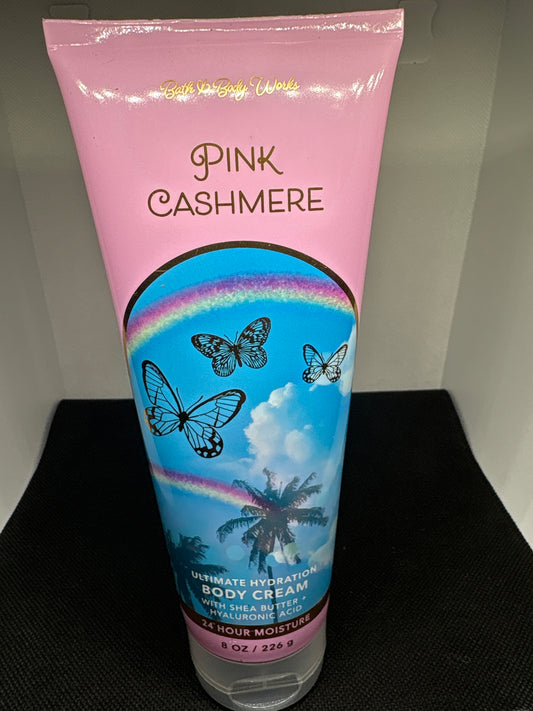 Bath & Body Works
PINK
CASHMERE
ULTIMATE HYDRATION
BODY CREAM
WITH SHEA BUTTER +
HYALURONIC ACID
24 HOUR MOISTURE
8 OZ / 226 g